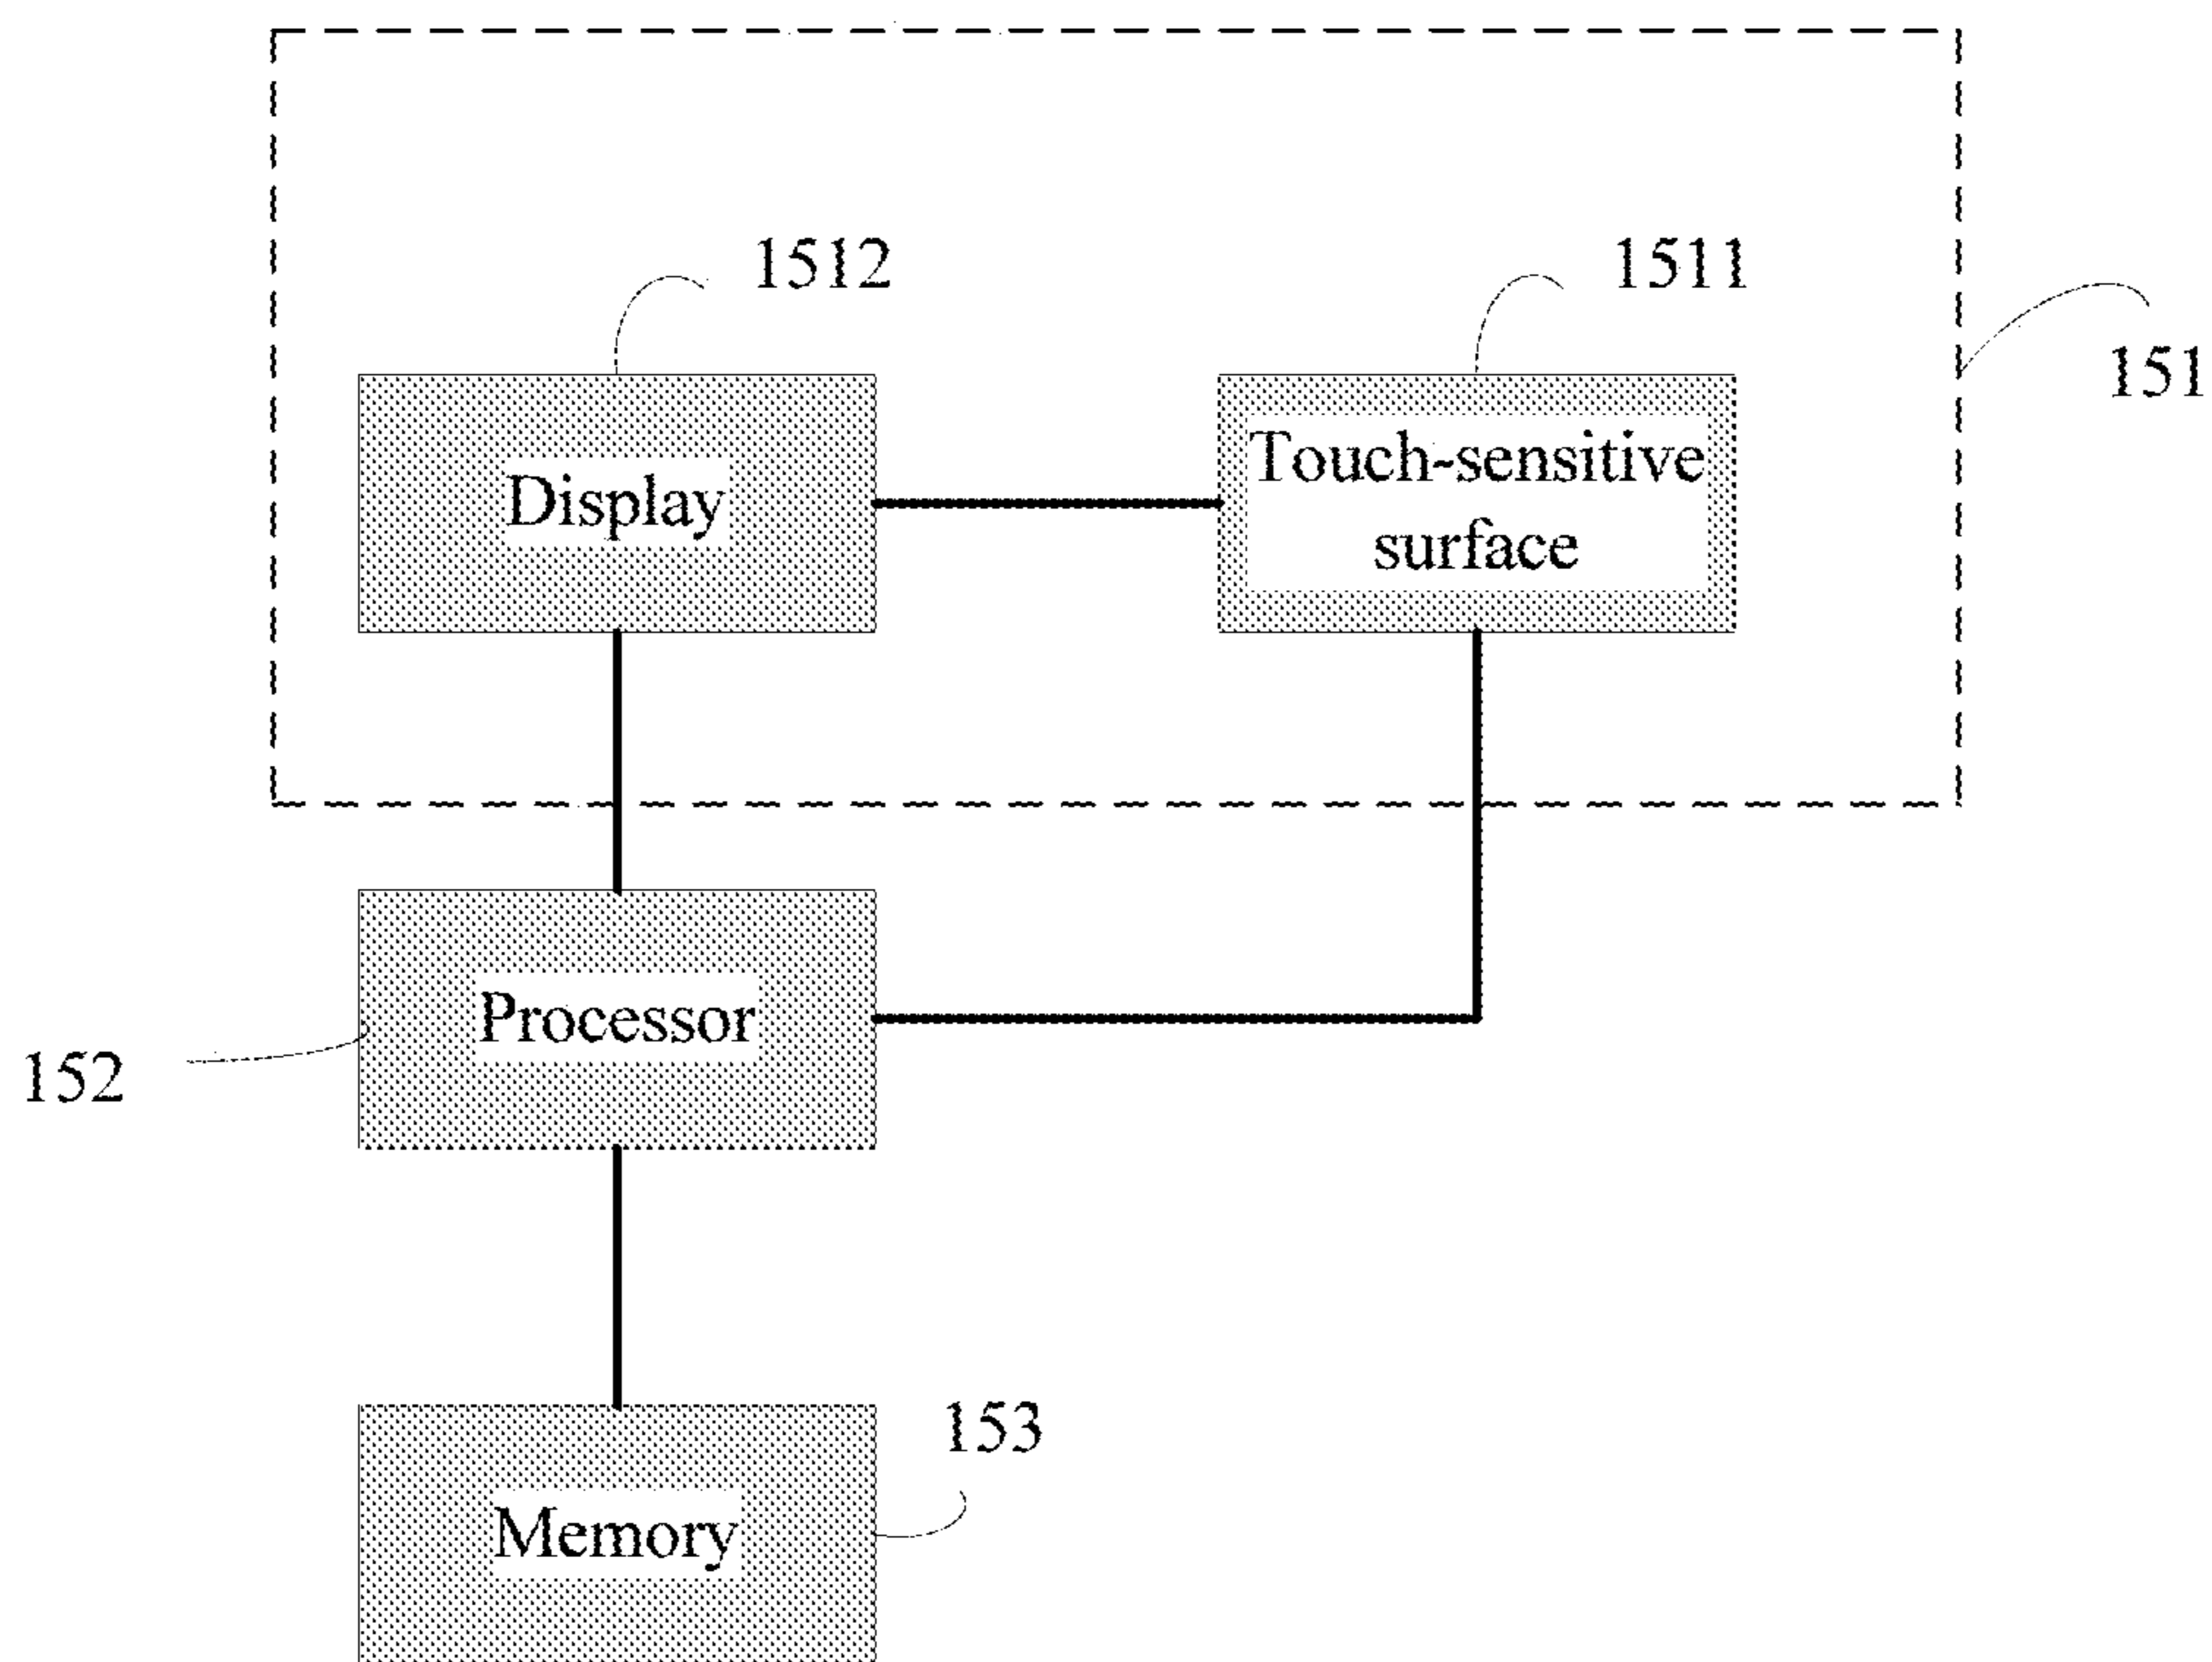 1512
1511
151
Display
Touch-sensitive
surface
Processor
152
153
Memory